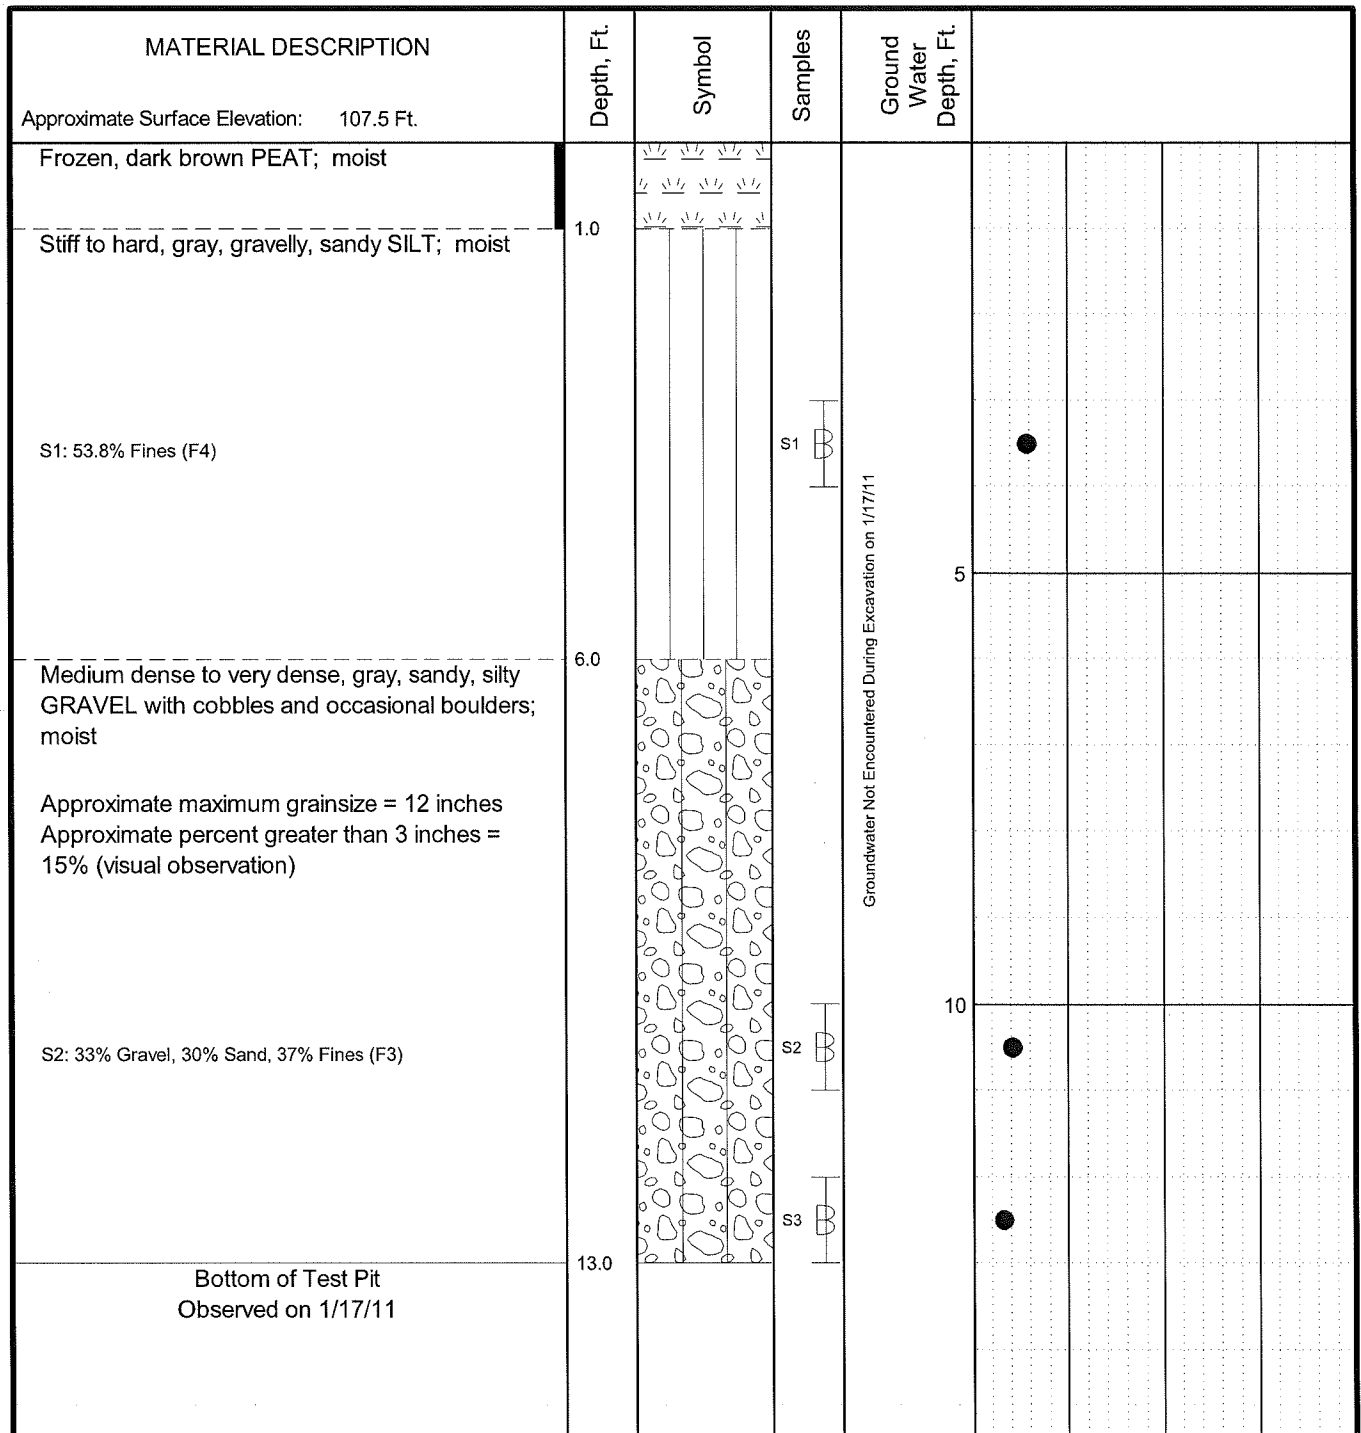 MATERIAL DESCRIPTION
Approximate Surface Elevation: 107.5 Ft.
Depth, Ft.
Symbol
Samples
Ground
Water
Depth, Ft.
Frozen, dark brown PEAT; moist
1.0
Stiff to hard, gray, gravelly, sandy SILT; moist
S1: 53.8% Fines (F4)
S1
B
Groundwater Not Encountered During Excavation on 1/17/11
5
6.0
Medium dense to very dense, gray, sandy, silty
GRAVEL with cobbles and occasional boulders;
moist
Approximate maximum grainsize = 12 inches
Approximate percent greater than 3 inches =
15% (visual observation)
10
S2: 33% Gravel, 30% Sand, 37% Fines (F3)
S2
B
S3
B
13.0
Bottom of Test Pit
Observed on 1/17/11